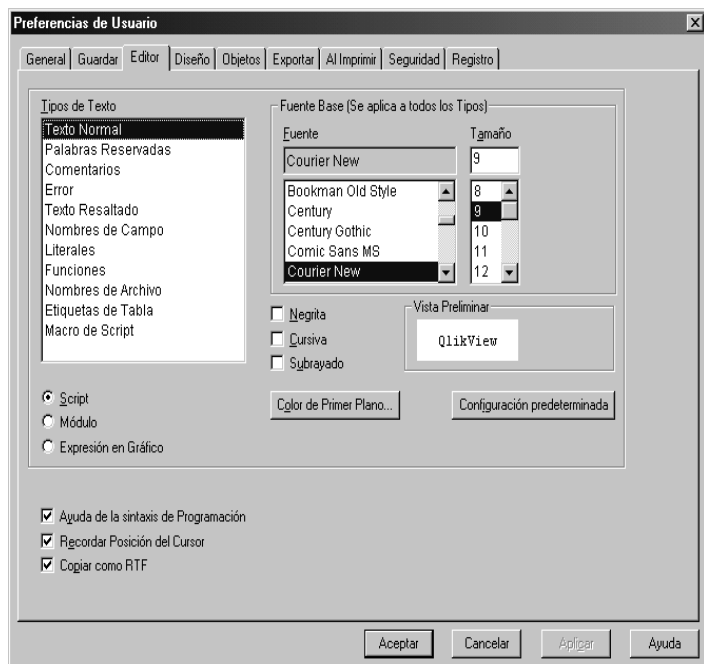 Preferencias de Usuario
General
Guardar
Editor
Diseño
Objetos
Exportar
Al Imprimir
Seguridad
Registro
Tipos de Texto
Texto Normal
Palabras Reservadas
Comentarios
Error
Texto Resaltado
Nombres de Campo
Literales
Funciones
Nombres de Archivo
Etiquetas de Tabla
Macro de Script
Script
Módulo
Expresión en Gráfico
Fuente Base (Se aplica a todos los Tipos)
Fuente
Courier New
Bookman Old Style
Century
Century Gothic
Comic Sans MS
Courier New
Tamaño
9
8
9
10
11
12
Negrita
Cursiva
Subrayado
Vista Preliminar
QlikView
Color de Primer Plano...
Configuración predeterminada
Ayuda de la sintaxis de Programación
Recordar Posición del Cursor
Copiar como RTF
Aceptar
Cancelar
Aplicar
Ayuda